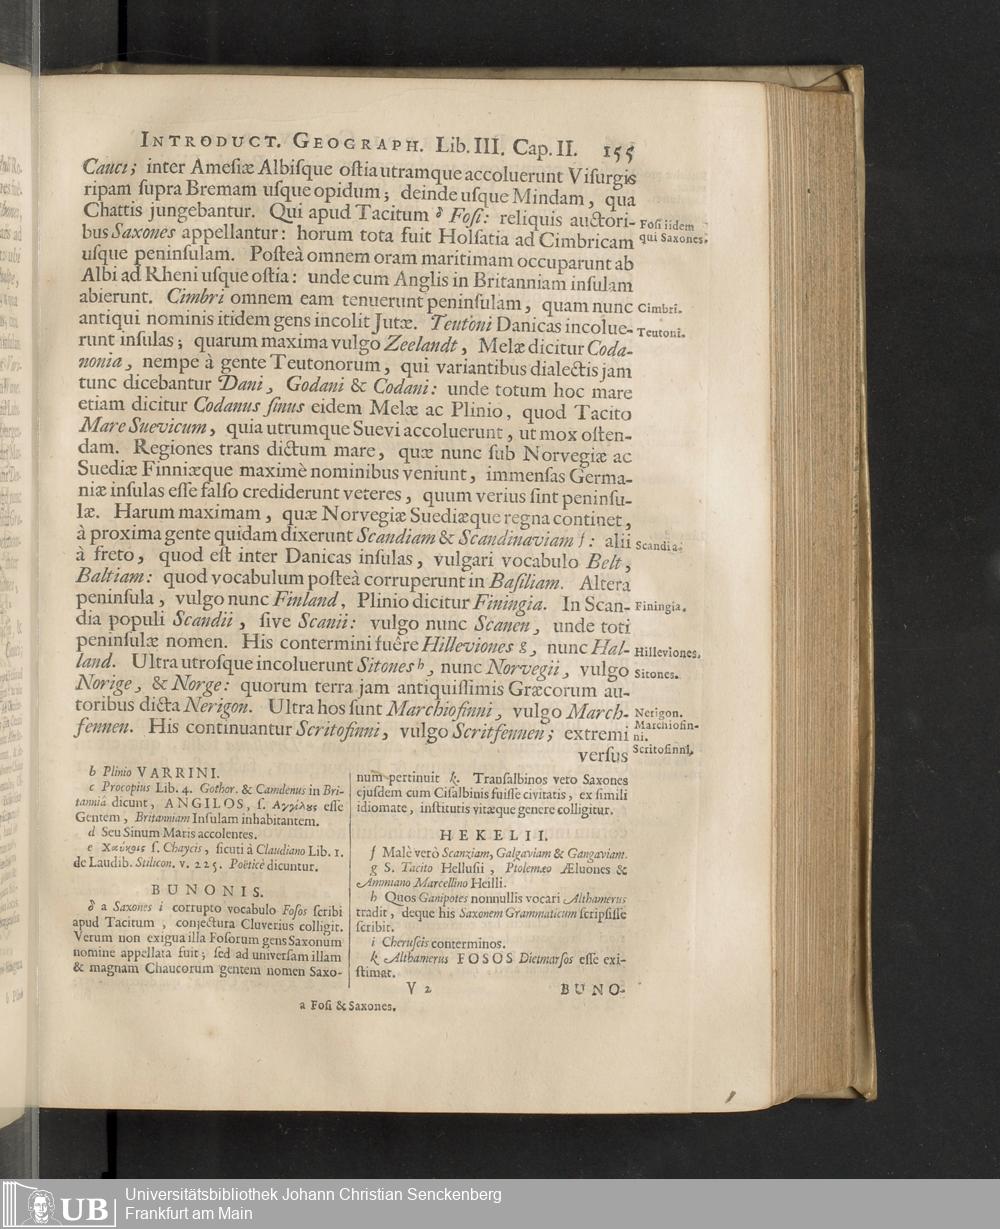 INTRODUCT. GEOGRAPH. Lib. III. Cap. II. 155
Cauci; inter Amesiæ Albisque ostia utramque accoluerunt Visurgis
ripam supra Bremam usque opidum; deinde usque Mindam, qua
Chattis jungebantur. Qui apud Tacitum ꝸ Fosi: reliquis auctori-
bus Saxones appellantur: horum tota fuit Holsatia ad Cimbricam
usque peninsulam. Posteà omnem oram maritimam occuparunt ab
Albi ad Rheni usque ostia: unde cum Anglis in Britanniam insulam
abierunt. Cimbri omnem eam tenuerunt peninsulam, quam nunc
antiqui nominis itidem gens incolit Jutæ. Teutoni Danicas incolue-
runt insulas; quarum maxima vulgo Zeelandt, Melæ dicitur Coda-
nonia, nempe à gente Teutonorum, qui variantibus dialectis jam
tunc dicebantur Dani, Godani & Codani: unde totum hoc mare
etiam dicitur Codanus sinus eidem Melæ ac Plinio, quod Tacito
Mare Suevicum, quia utrumque Suevi accoluerunt, ut mox osten-
dam. Regiones trans dictum mare, quæ nunc sub Norvegiæ ac
Suediæ Finniæque maximè nominibus veniunt, immensas Germa-
niæ insulas esse falso crediderunt veteres, quum verius sint peninsu-
læ. Harum maximam, quæ Norvegiæ Suediæque regna continet,
à proxima gente quidam dixerunt Scandiam & Scandinaviam f: alii
à freto, quod est inter Danicas insulas, vulgari vocabulo Belt,
Baltiam: quod vocabulum posteà corruperunt in Basiliam. Altera
peninsula, vulgo nunc Finland, Plinio dicitur Finingia. In Scan-
dia populi Scandii, sive Scanii: vulgo nunc Scanen, unde toti
peninsulæ nomen. His contermini fuêre Hilleviones g, nunc Hal-
land. Ultra utrosque incoluerunt Sitones h, nunc Norvegii, vulgo
Norige, & Norge: quorum terra jam antiquissimis Græcorum au-
toribus dicta Nerigon. Ultra hos sunt Marchiofinni, vulgo March-
fennen. His continuantur Scritofinni, vulgo Scritfennen; extremi
versus
Fosi iidem
qui Saxones.
Cimbri.
Teutoni.
Scandia.
Finingia.
Hilleviones.
Sitones.
Nerigon.
Marchiofin-
ni.
Scritofinni.
b Plinio VARRINI.
c Procopius Lib. 4. Gothor. & Camdenus in Bri-
tanniâ dicunt, ANGILOS, s. Αγγίλους esse
Gentem, Britanniam Insulam inhabitantem.
d Seu Sinum Maris accolentes.
e Χαύκοις s. Chaycis, sicuti à Claudiano Lib. 1.
de Laudib. Stilicon. v. 225. Poëticè dicuntur.
BUNONIS.
ꝸ a Saxones i corrupto vocabulo Fosos scribi
apud Tacitum, conjectura Cluverius colligit.
Verum non exigua illa Fosorum gens Saxonum
nomine appellata fuit; sed ad universam illam
& magnam Chaucorum gentem nomen Saxo-
num pertinuit k. Transalbinos vero Saxones
ejusdem cum Cisalbinis fuisse civitatis, ex simili
idiomate, institutis vitæque genere colligitur.
HEKELII.
f Malè verò Scanziam, Galgaviam & Gangaviam.
g S. Tacito Hellusii, Ptolemæo Æluones &
Ammiano Marcellino Heilli.
h Quos Ganipotes nonnullis vocari Althamerus
tradit, deque his Saxonem Grammaticum scripsisse
scribit.
i Cheruscis conterminos.
k Althamerus FOSOS Dietmarsos esse exi-
stimat.
V 2 BUNO-
a Fosi & Saxones.
UB Universitätsbibliothek Johann Christian Senckenberg
Frankfurt am Main